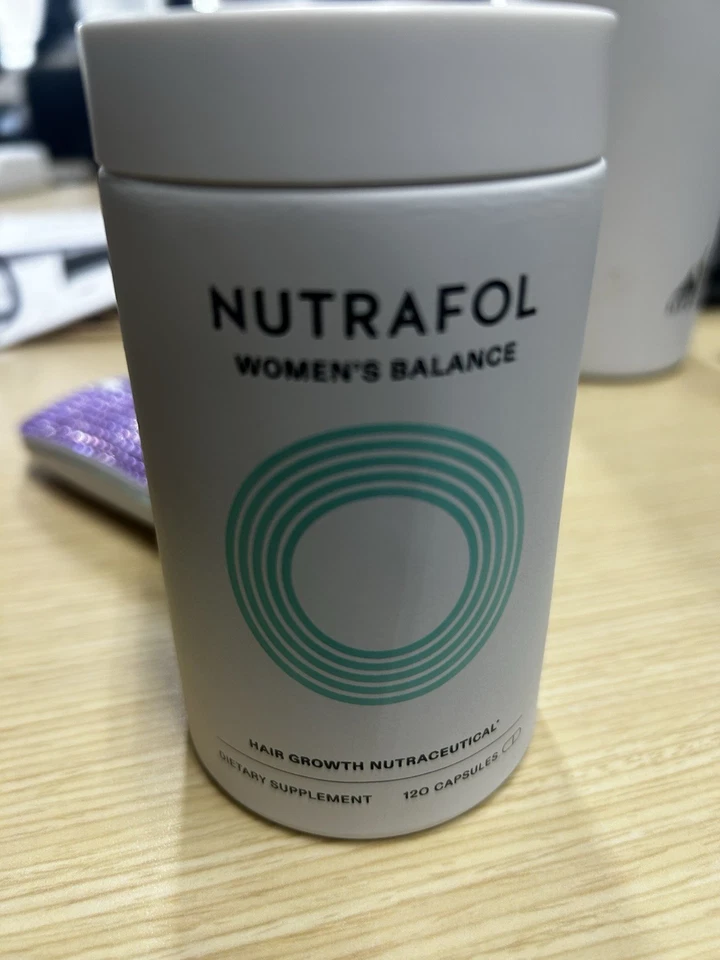 NUTRAFOL
WOMEN'S BALANCE
HAIR GROWTH NUTRACEUTICAL*
DIETARY SUPPLEMENT 120 CAPSULES